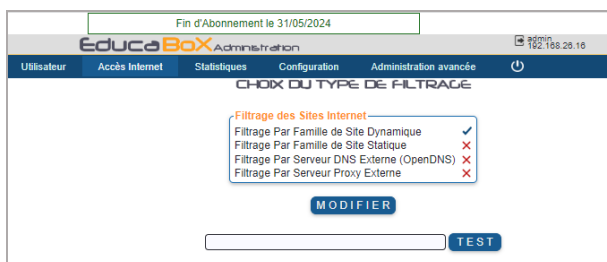 Fin d'Abonnement le 31/05/2024
EducaBoX Administration
admin
192.168.26.16
Utilisateur Accès Internet Statistiques Configuration Administration avancée
CHOIX DU TYPE DE FILTRAGE
Filtrage des Sites Internet
Filtrage Par Famille de Site Dynamique
Filtrage Par Famille de Site Statique
Filtrage Par Serveur DNS Externe (OpenDNS)
Filtrage Par Serveur Proxy Externe
MODIFIER
TEST